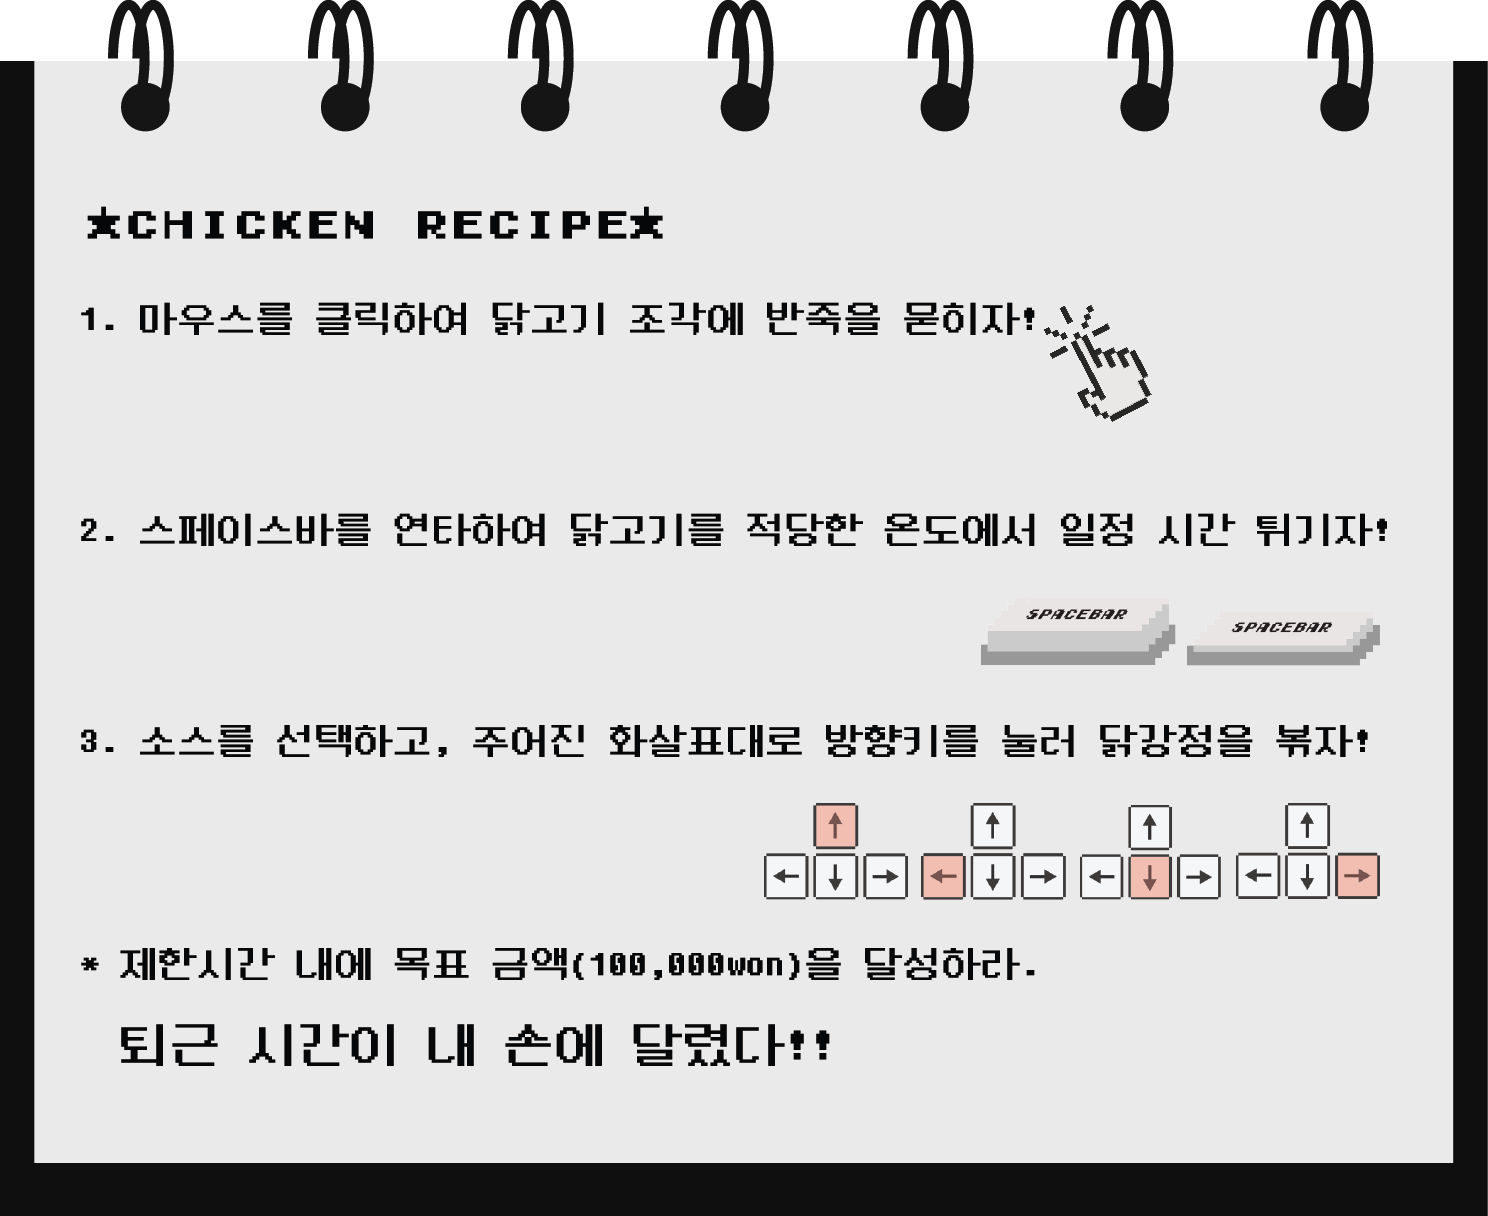 ★CHICKEN RECIPE★
1. 마우스를 클릭하여 닭고기 조각에 반죽을 묻히자!
2. 스페이스바를 연타하여 닭고기를 적당한 온도에서 일정 시간 튀기자!
SPACEBAR SPACEBAR
3. 소스를 선택하고, 주어진 화살표대로 방향키를 눌러 닭강정을 볶자!
↑ ↑ ↑ ↑
← ↓ → ← ↓ → ← ↓ → ← ↓ →
* 제한시간 내에 목표 금액(100,000won)을 달성하라.
퇴근 시간이 내 손에 달렸다!!